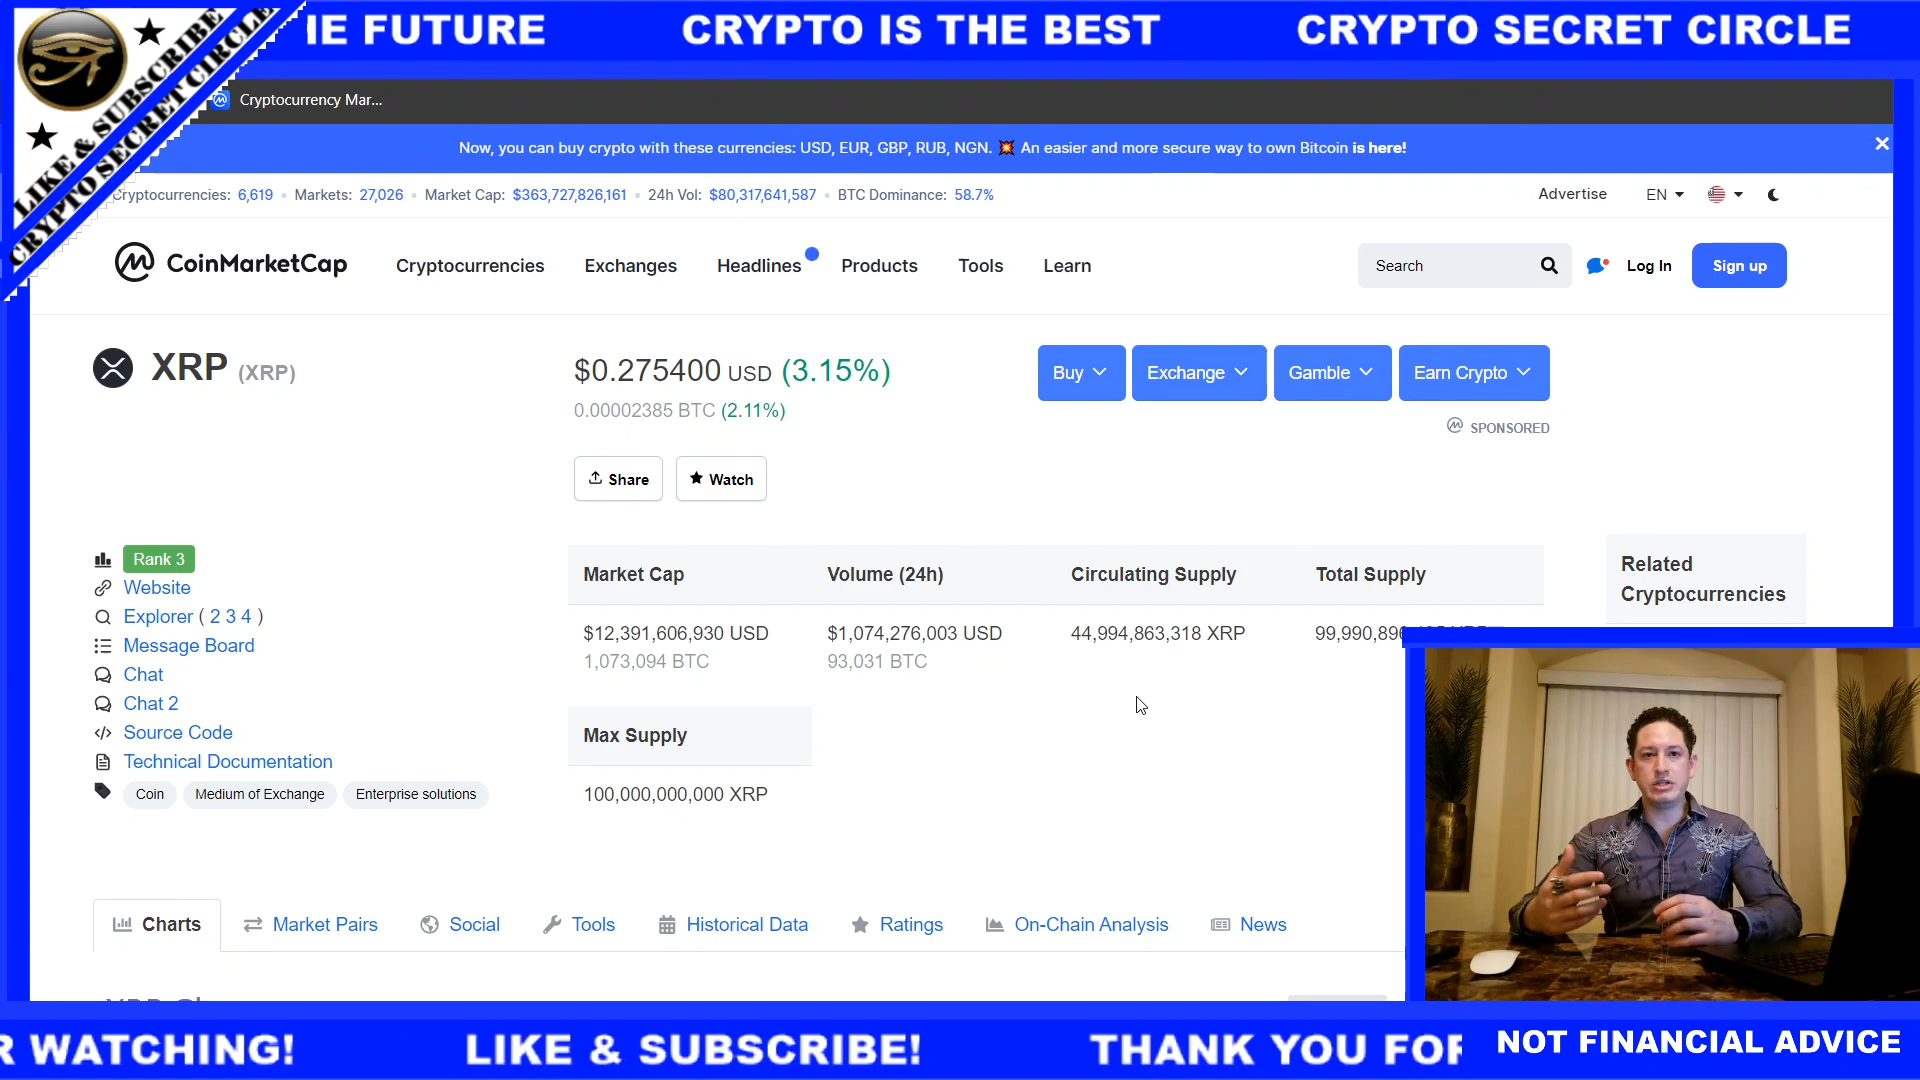 HE FUTURE CRYPTO IS THE BEST CRYPTO SECRET CIRCLE
LIKE & SUBSCRIBE
CRYPTO SECRET CIRCLE
Cryptocurrency Mar...
Now, you can buy crypto with these currencies: USD, EUR, GBP, RUB, NGN. 💥 An easier and more secure way to own Bitcoin is here!
Cryptocurrencies: 6,619 • Markets: 27,026 • Market Cap: $363,727,826,161 • 24h Vol: $80,317,641,587 • BTC Dominance: 58.7%
Advertise EN
CoinMarketCap Cryptocurrencies Exchanges Headlines Products Tools Learn Search Log In Sign up
XRP (XRP)
$0.275400 USD (3.15%)
0.00002385 BTC (2.11%)
Buy Exchange Gamble Earn Crypto
SPONSORED
Share Watch
Rank 3
Website
Explorer ( 2 3 4 )
Message Board
Chat
Chat 2
Source Code
Technical Documentation
Coin Medium of Exchange Enterprise solutions
Market Cap Volume (24h) Circulating Supply Total Supply
$12,391,606,930 USD $1,074,276,003 USD 44,994,863,318 XRP 99,990,896
1,073,094 BTC 93,031 BTC
Max Supply
100,000,000,000 XRP
Related
Cryptocurrencies
Charts Market Pairs Social Tools Historical Data Ratings On-Chain Analysis News
R WATCHING! LIKE & SUBSCRIBE! THANK YOU FOR
NOT FINANCIAL ADVICE